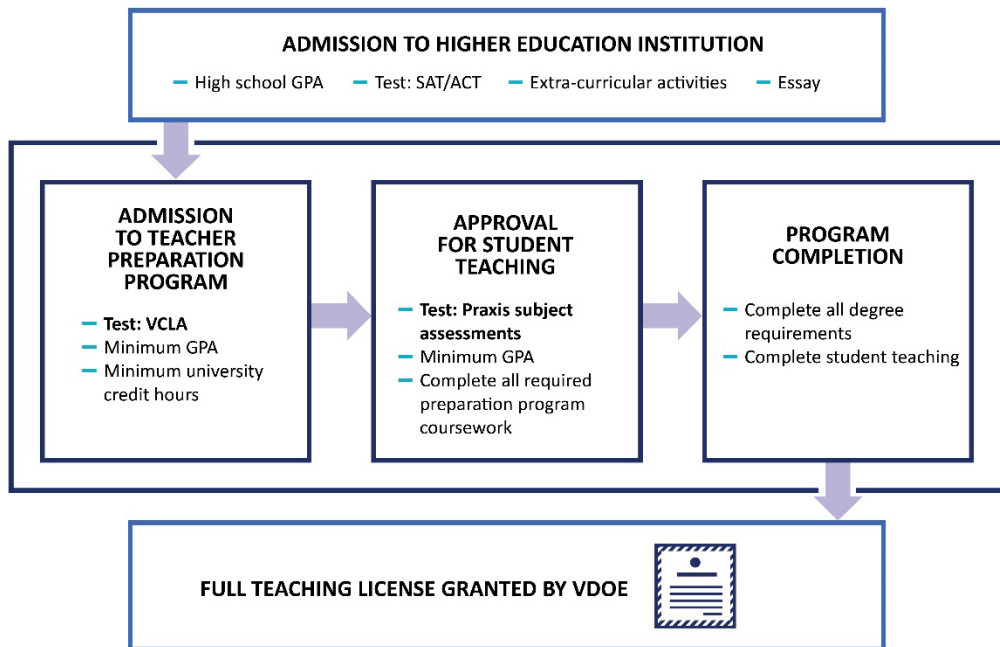 ADMISSION TO HIGHER EDUCATION INSTITUTION
– High school GPA – Test: SAT/ACT – Extra-curricular activities – Essay
ADMISSION
TO TEACHER
PREPARATION
PROGRAM
– Test: VCLA
– Minimum GPA
– Minimum university
credit hours
APPROVAL
FOR STUDENT
TEACHING
– Test: Praxis subject
assessments
– Minimum GPA
– Complete all required
preparation program
coursework
PROGRAM
COMPLETION
– Complete all degree
requirements
– Complete student teaching
FULL TEACHING LICENSE GRANTED BY VDOE